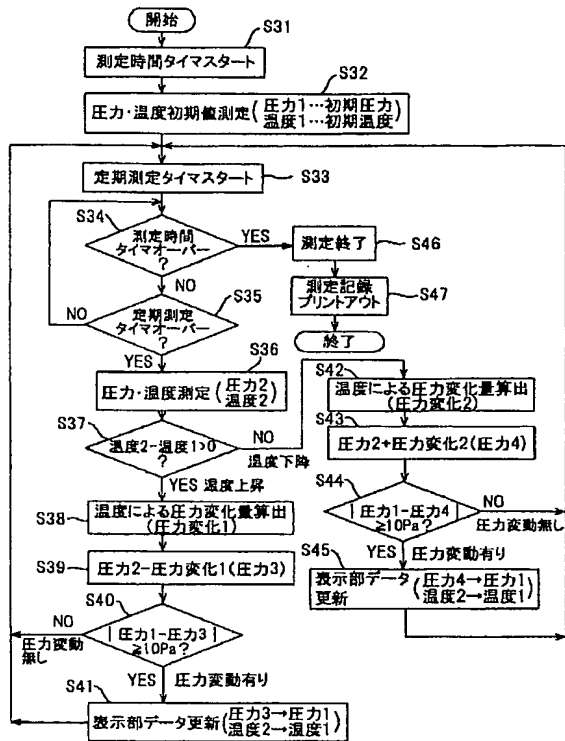 開始
S31
測定時間タイマスタート
S32
圧力・温度初期値測定(圧力1…初期圧力
温度1…初期温度)
定期測定タイマスタート
S33
S34
測定時間
タイマオーバー
?
YES
NO
測定終了
S46
測定記録
プリントアウト
S47
終了
S35
定期測定
タイマオーバー
?
NO
YES
S36
圧力・温度測定(圧力2
温度2)
S37
温度2−温度1>0
?
NO
温度下降
YES 温度上昇
S38
温度による圧力変化量算出
(圧力変化1)
S39
圧力2−圧力変化1(圧力3)
S40
|圧力1−圧力3|
≧10Pa?
NO
圧力変動
無し
YES 圧力変動有り
S41
表示部データ更新(圧力3→圧力1
温度2→温度1)
S42
温度による圧力変化量算出
(圧力変化2)
S43
圧力2+圧力変化2(圧力4)
S44
|圧力1−圧力4|
≧10Pa?
NO
圧力変動無し
YES 圧力変動有り
S45
表示部データ
更新(圧力4→圧力1
温度2→温度1)